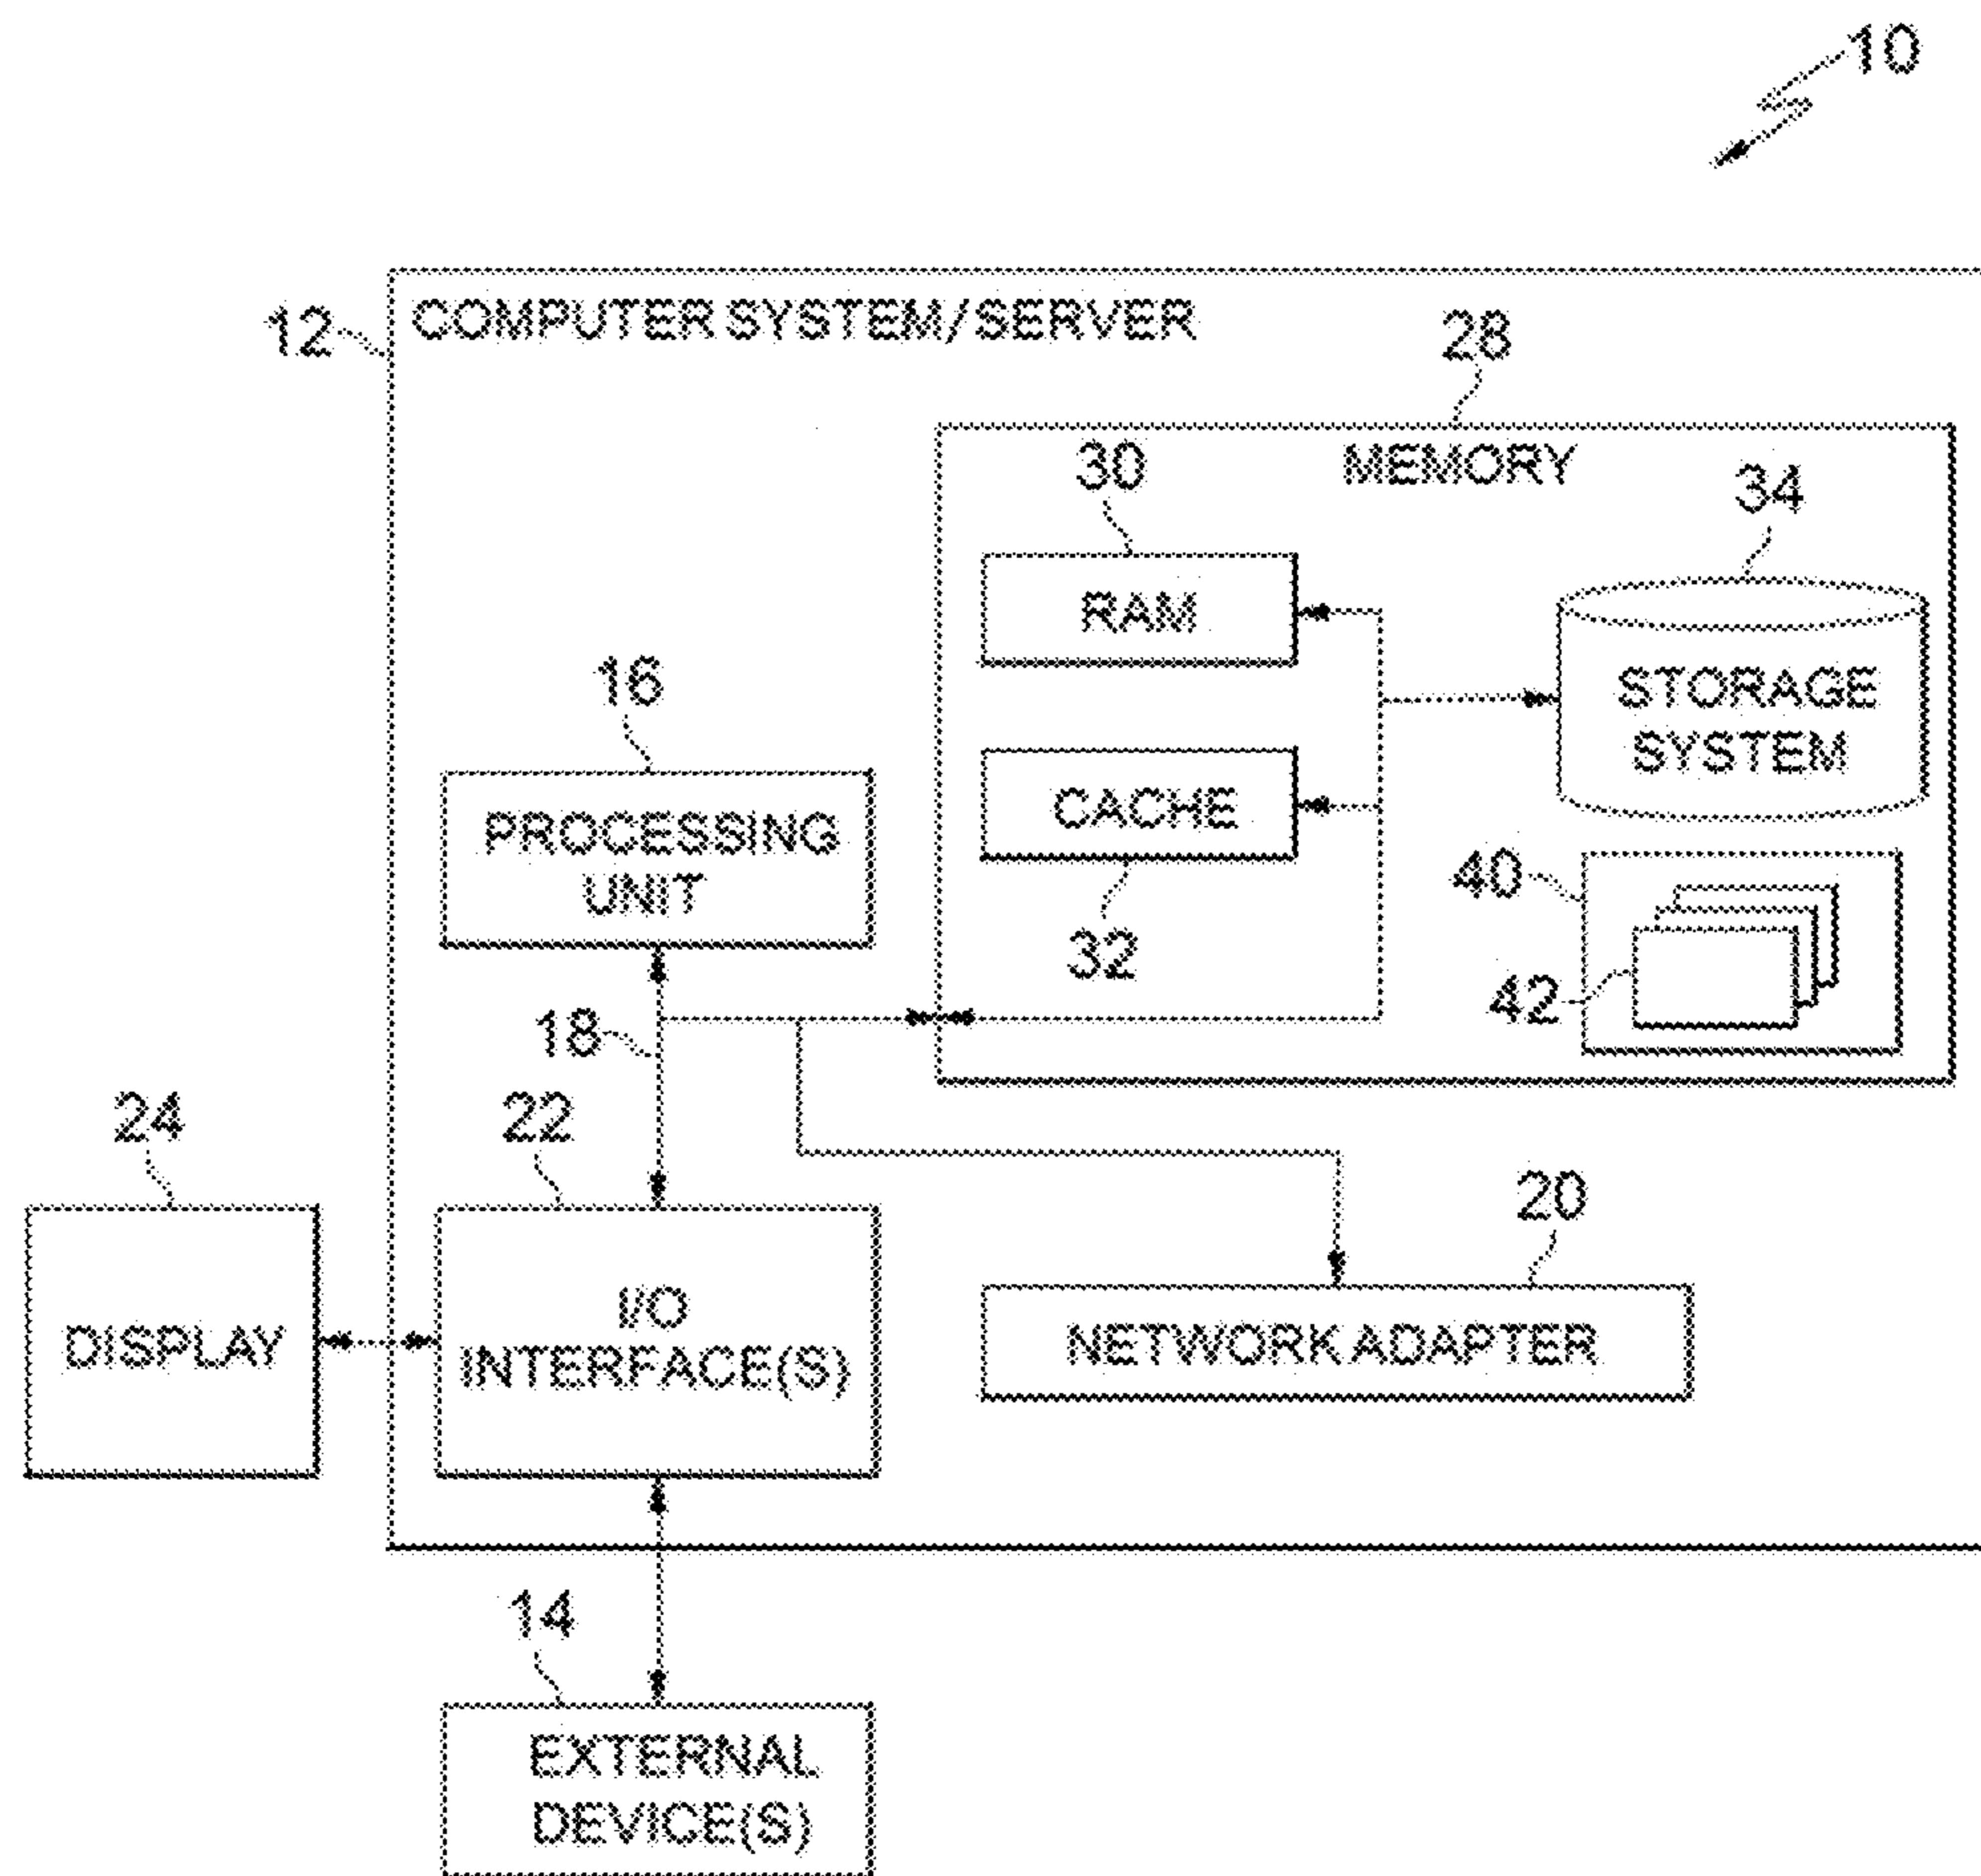 10
12
COMPUTER SYSTEM/SERVER
28
30
MEMORY
34
RAM
16
STORAGE
SYSTEM
CACHE
PROCESSING
UNIT
40
32
42
18
24
22
20
I/O
INTERFACE(S)
DISPLAY
NETWORK ADAPTER
14
EXTERNAL
DEVICE(S)